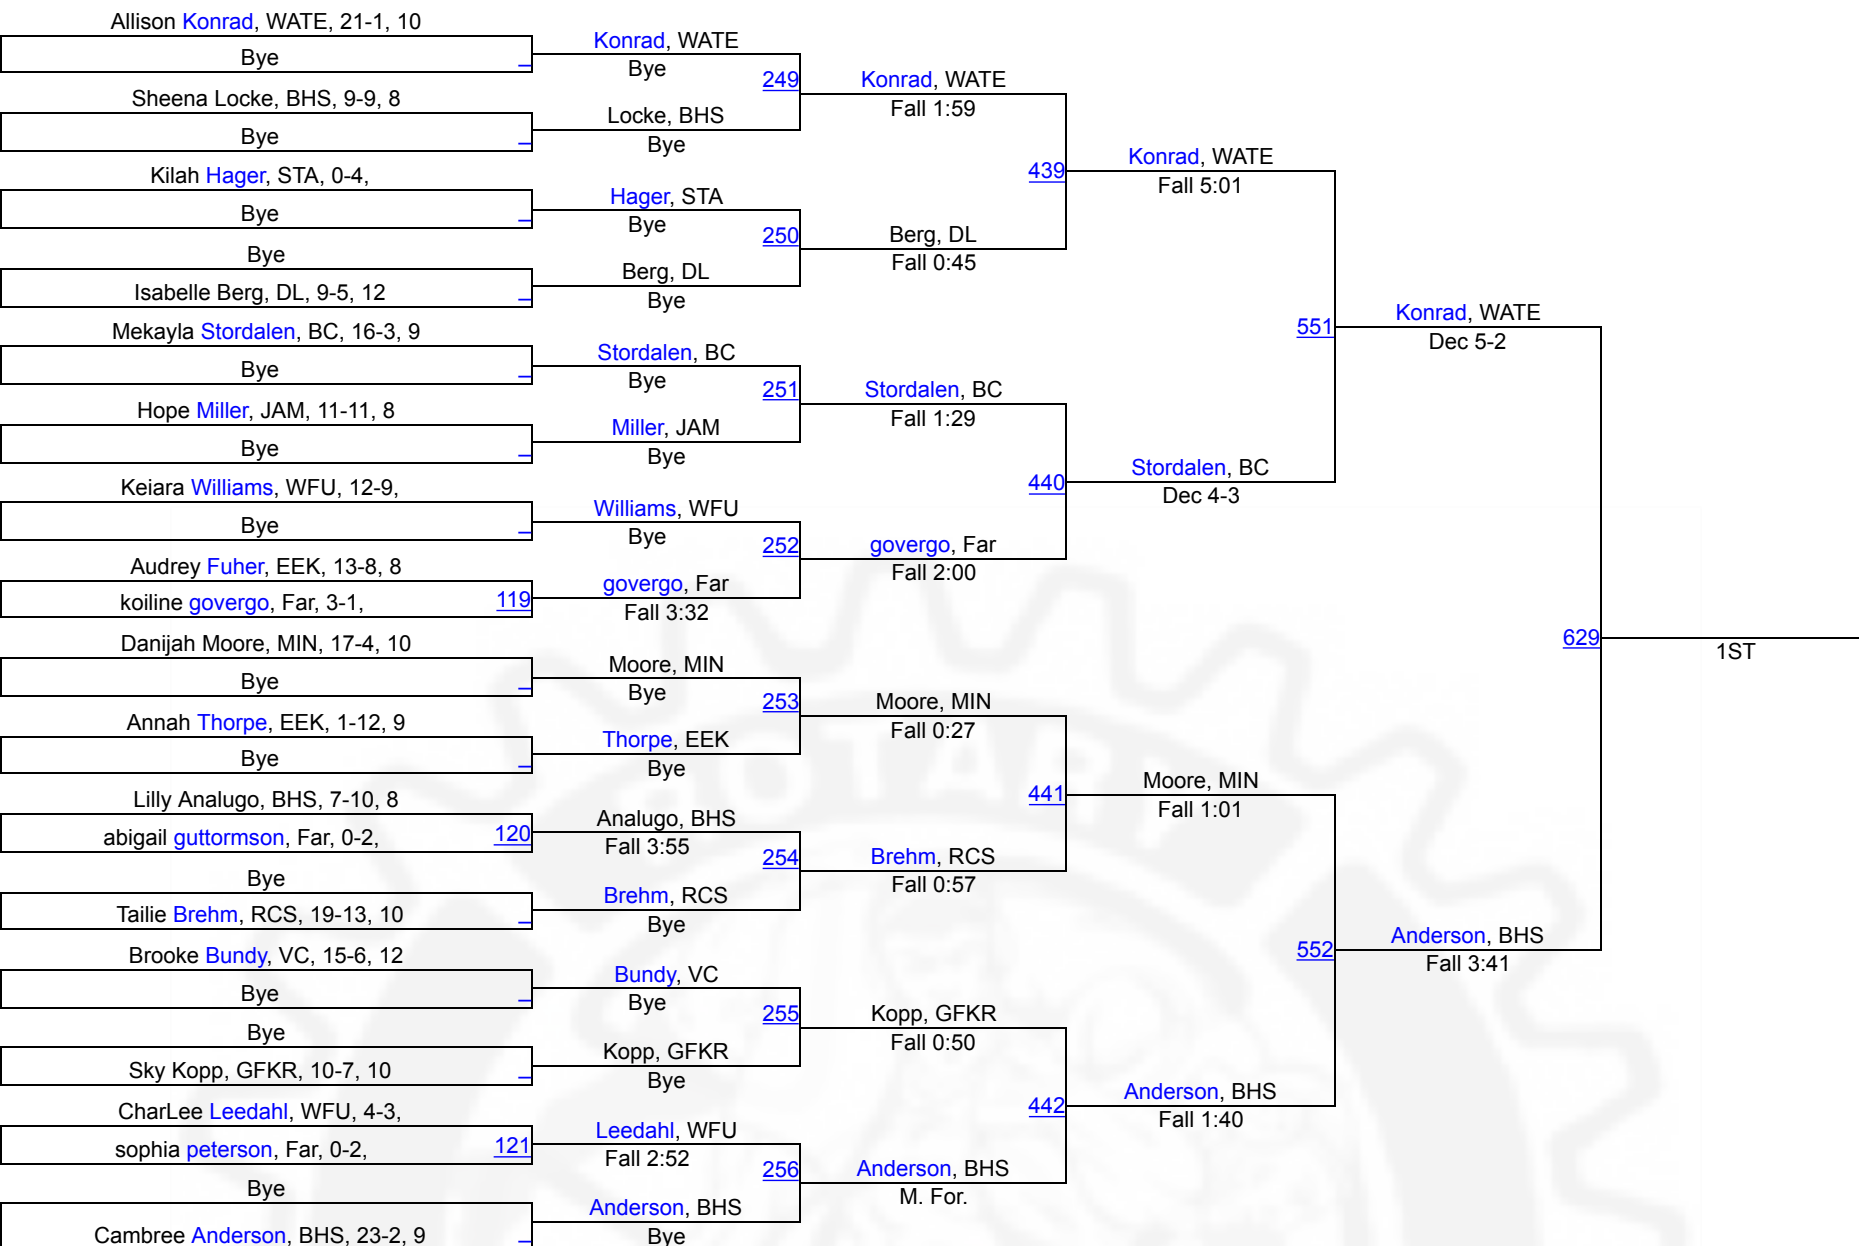 Allison Konrad, WATE, 21-1, 10
Bye
Sheena Locke, BHS, 9-9, 8
Bye
Kilah Hager, STA, 0-4,
Bye
Bye
Isabelle Berg, DL, 9-5, 12
Mekayla Stordalen, BC, 16-3, 9
Bye
Hope Miller, JAM, 11-11, 8
Bye
Keiara Williams, WFU, 12-9,
Bye
Audrey Fuher, EEK, 13-8, 8
koiline govergo, Far, 3-1,
119
Danijah Moore, MIN, 17-4, 10
Bye
Annah Thorpe, EEK, 1-12, 9
Bye
Lilly Analugo, BHS, 7-10, 8
abigail guttormson, Far, 0-2,
120
Bye
Tailie Brehm, RCS, 19-13, 10
Brooke Bundy, VC, 15-6, 12
Bye
Bye
Sky Kopp, GFKR, 10-7, 10
CharLee Leedahl, WFU, 4-3,
sophia peterson, Far, 0-2,
121
Bye
Cambree Anderson, BHS, 23-2, 9
Konrad, WATE
Bye
249
Locke, BHS
Bye
Hager, STA
Bye
250
Berg, DL
Bye
Stordalen, BC
Bye
251
Miller, JAM
Bye
Williams, WFU
Bye
252
govergo, Far
Fall 3:32
Moore, MIN
Bye
253
Thorpe, EEK
Bye
Analugo, BHS
Fall 3:55
254
Brehm, RCS
Bye
Bundy, VC
Bye
255
Kopp, GFKR
Bye
Leedahl, WFU
Fall 2:52
256
Anderson, BHS
Bye
Konrad, WATE
Fall 1:59
439
Berg, DL
Fall 0:45
Stordalen, BC
Fall 1:29
440
govergo, Far
Fall 2:00
Moore, MIN
Fall 0:27
441
Brehm, RCS
Fall 0:57
Kopp, GFKR
Fall 0:50
442
Anderson, BHS
M. For.
Konrad, WATE
Fall 5:01
551
Stordalen, BC
Dec 4-3
Moore, MIN
Fall 1:01
552
Anderson, BHS
Fall 1:40
Konrad, WATE
Dec 5-2
629
Anderson, BHS
Fall 3:41
1ST
ROTARY